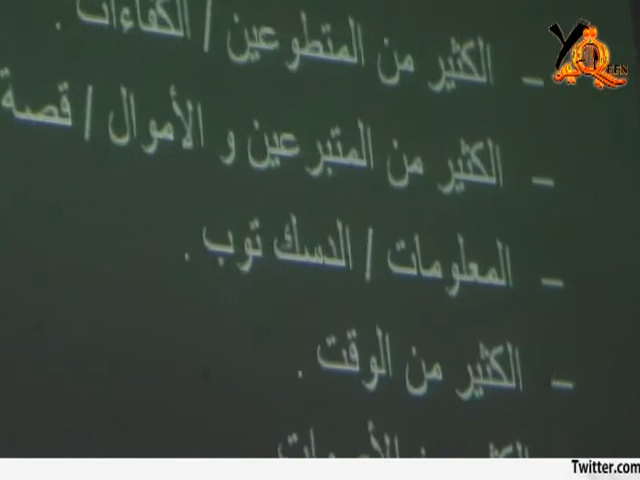 - الكثير من المتطوعين / الكفاءات .
- الكثير من المتبرعين و الأموال / قصة
- المعلومات / الدسك توب .
- الكثير من الوقت .
Twitter.com